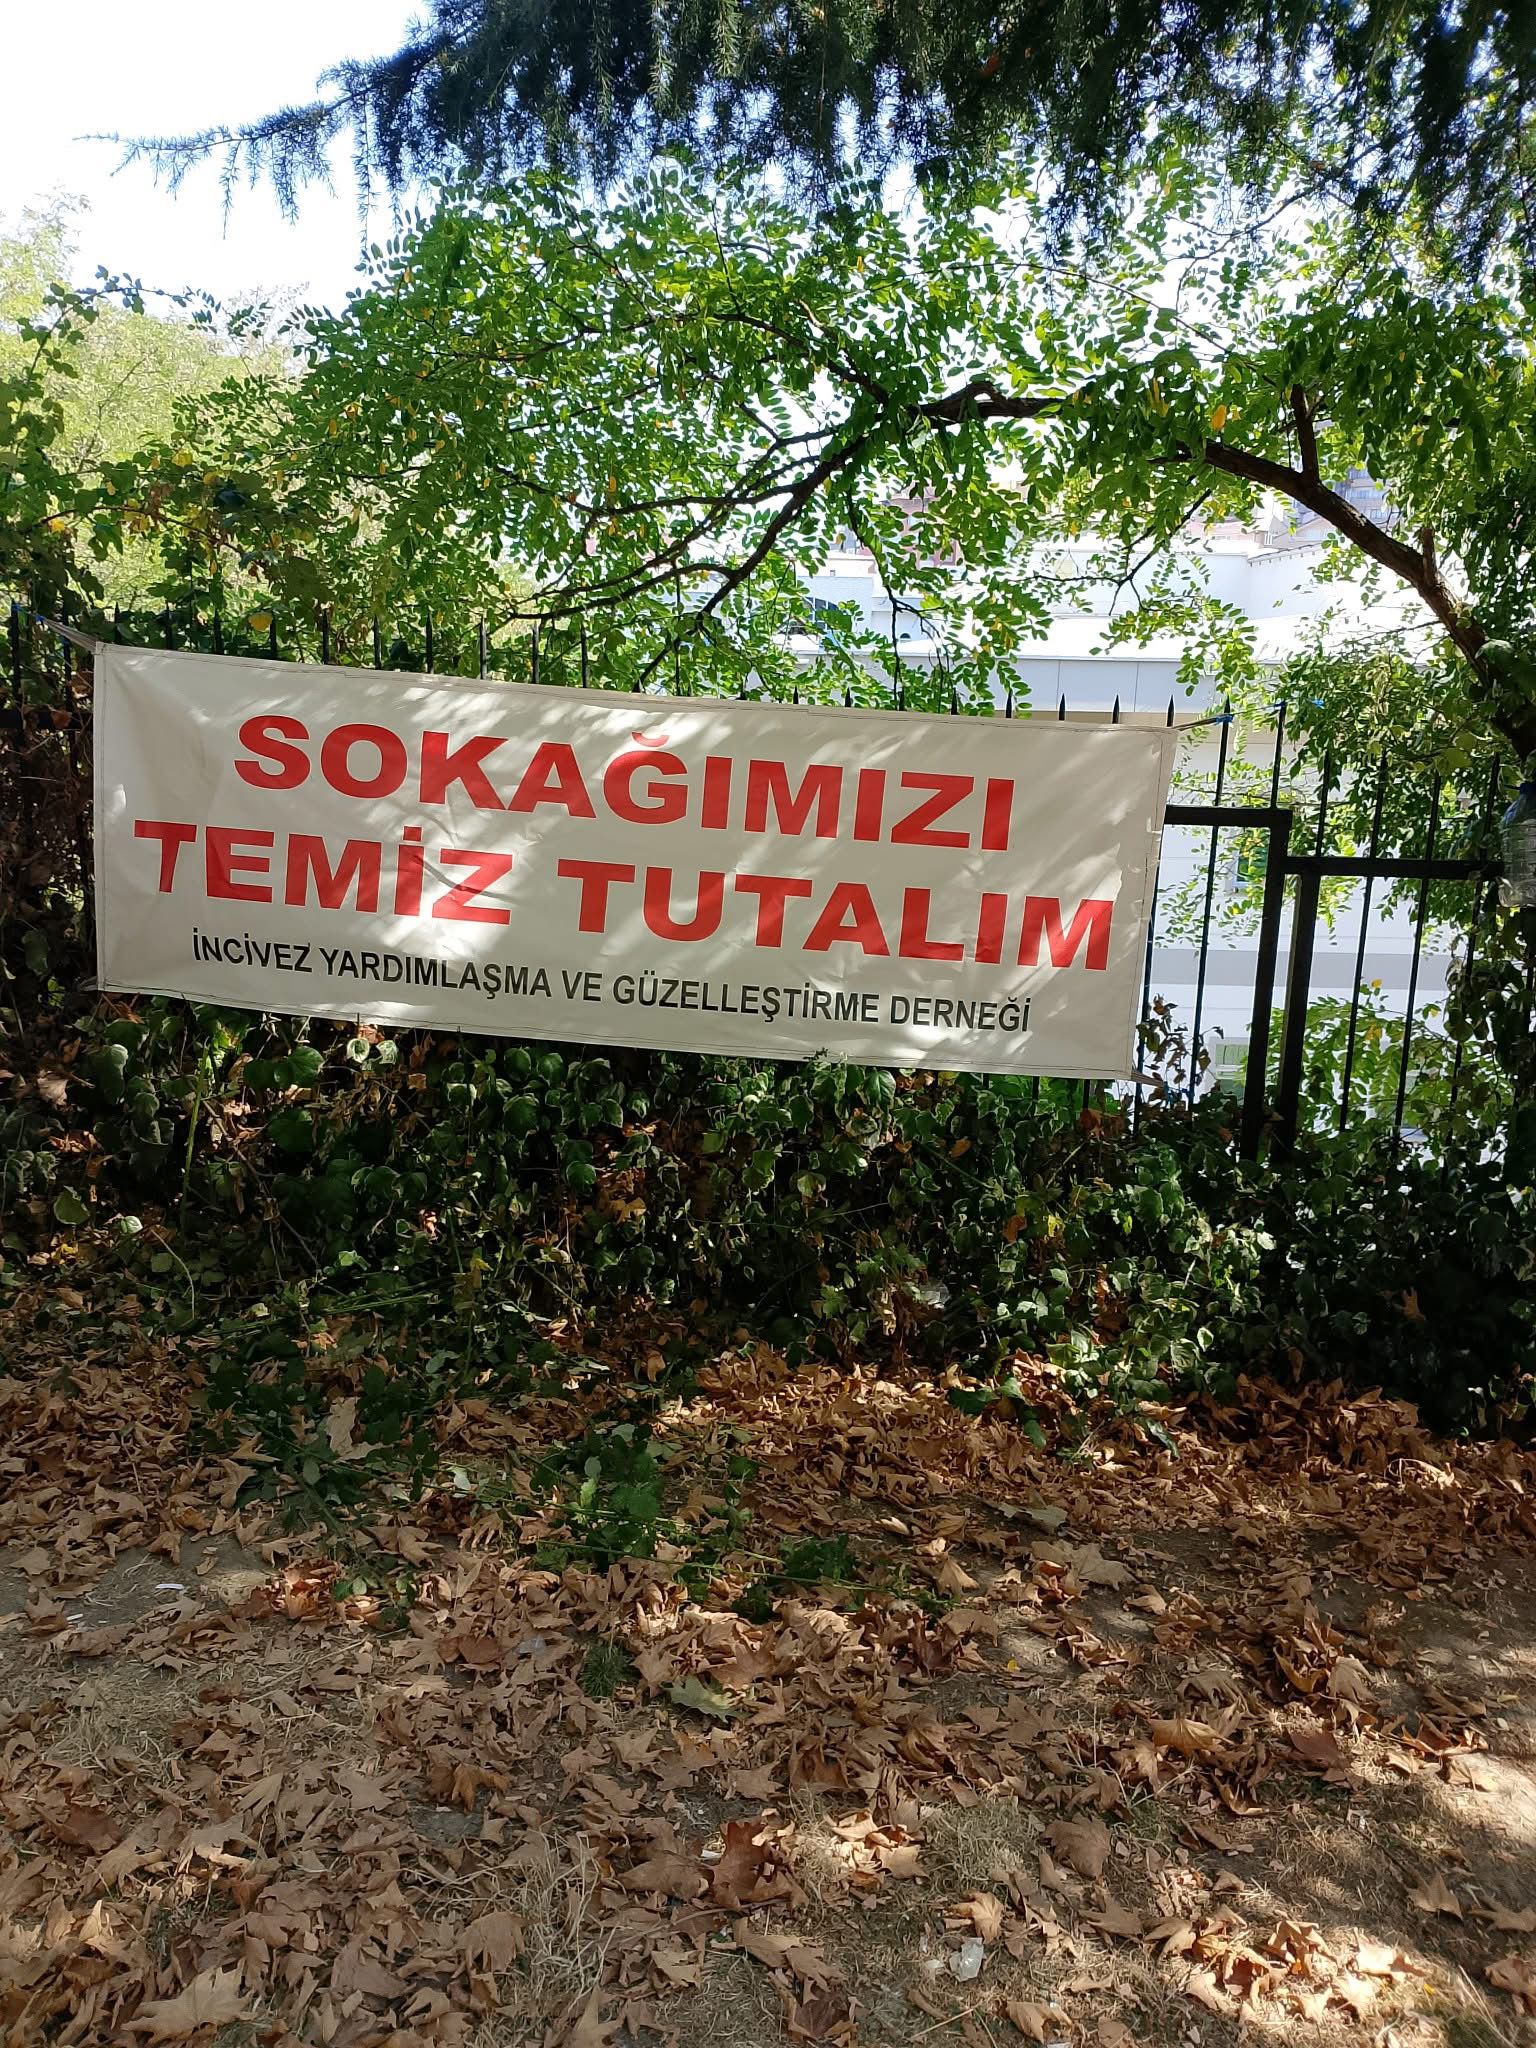 SOKAĞIMIZI
TEMİZ TUTALIM
İNCİVEZ YARDIMLAŞMA VE GÜZELLEŞTİRME DERNEĞİ